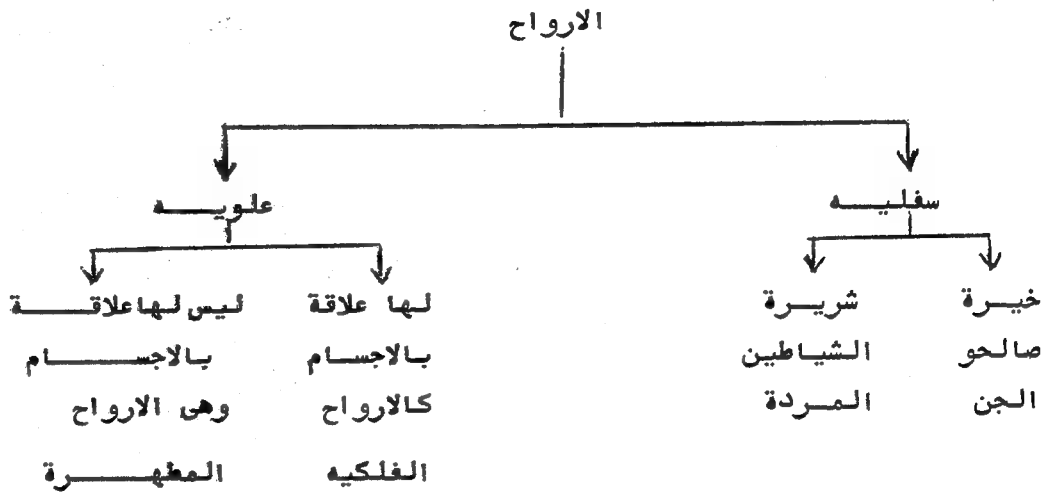 الارواح
سفليه
علويه
خيرة
صالحو
الجن
شريرة
الشياطين
المردة
لها علاقة
بالاجسام
كالارواح
الفلكيه
ليس لها علاقة
بالاجسام
وهى الارواح
المطهرة